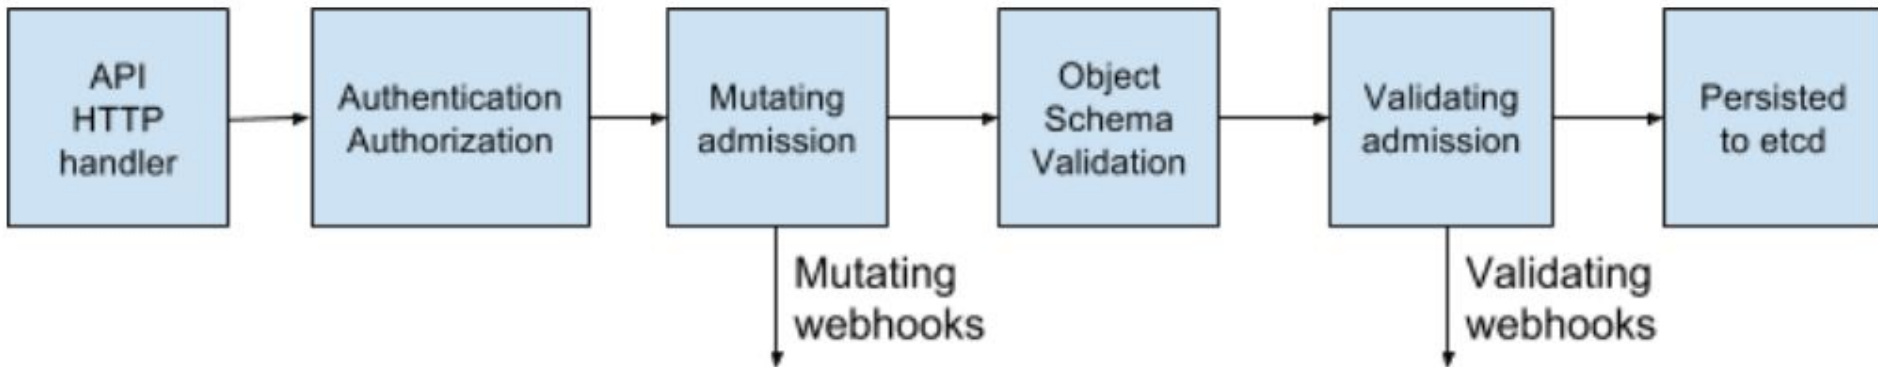 API
HTTP
handler
Authentication
Authorization
Mutating
admission
Object
Schema
Validation
Validating
admission
Persisted
to etcd
Mutating
webhooks
Validating
webhooks